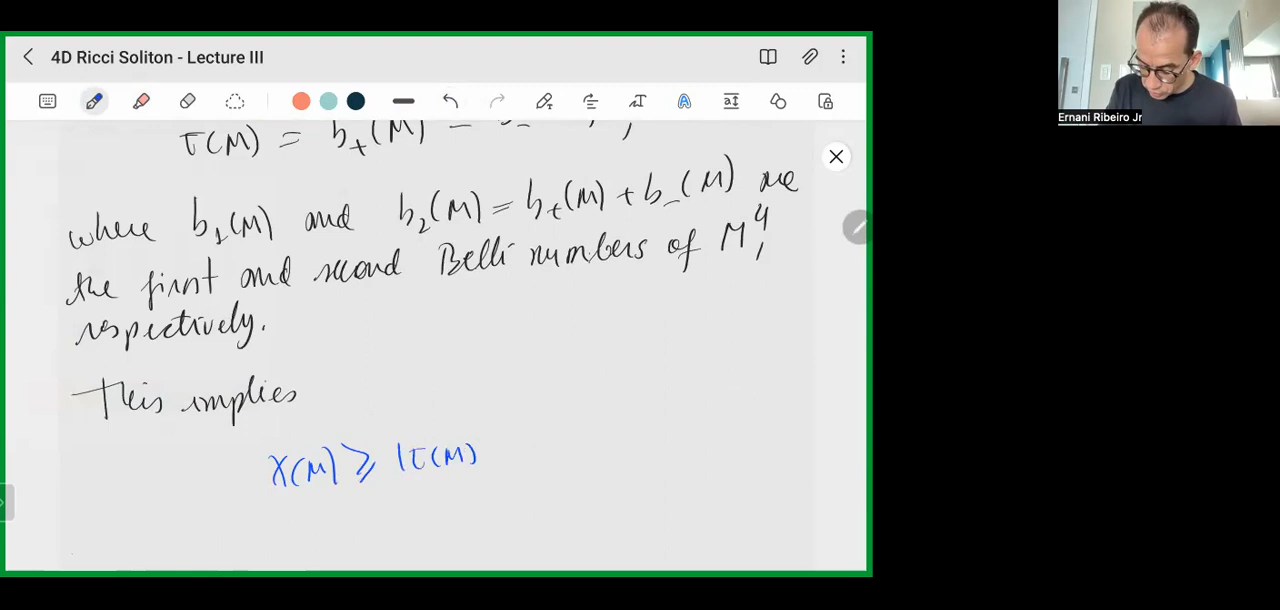 4D Ricci Soliton - Lecture III
Ernani Ribeiro Jr
τ(M) = b₊(M) − b₋
where b₁(M) and b₂(M) = b₊(M) + b₋(M) are
the first and second Betti numbers of M⁴,
respectively.
This implies
χ(M) ≥ |τ(M)